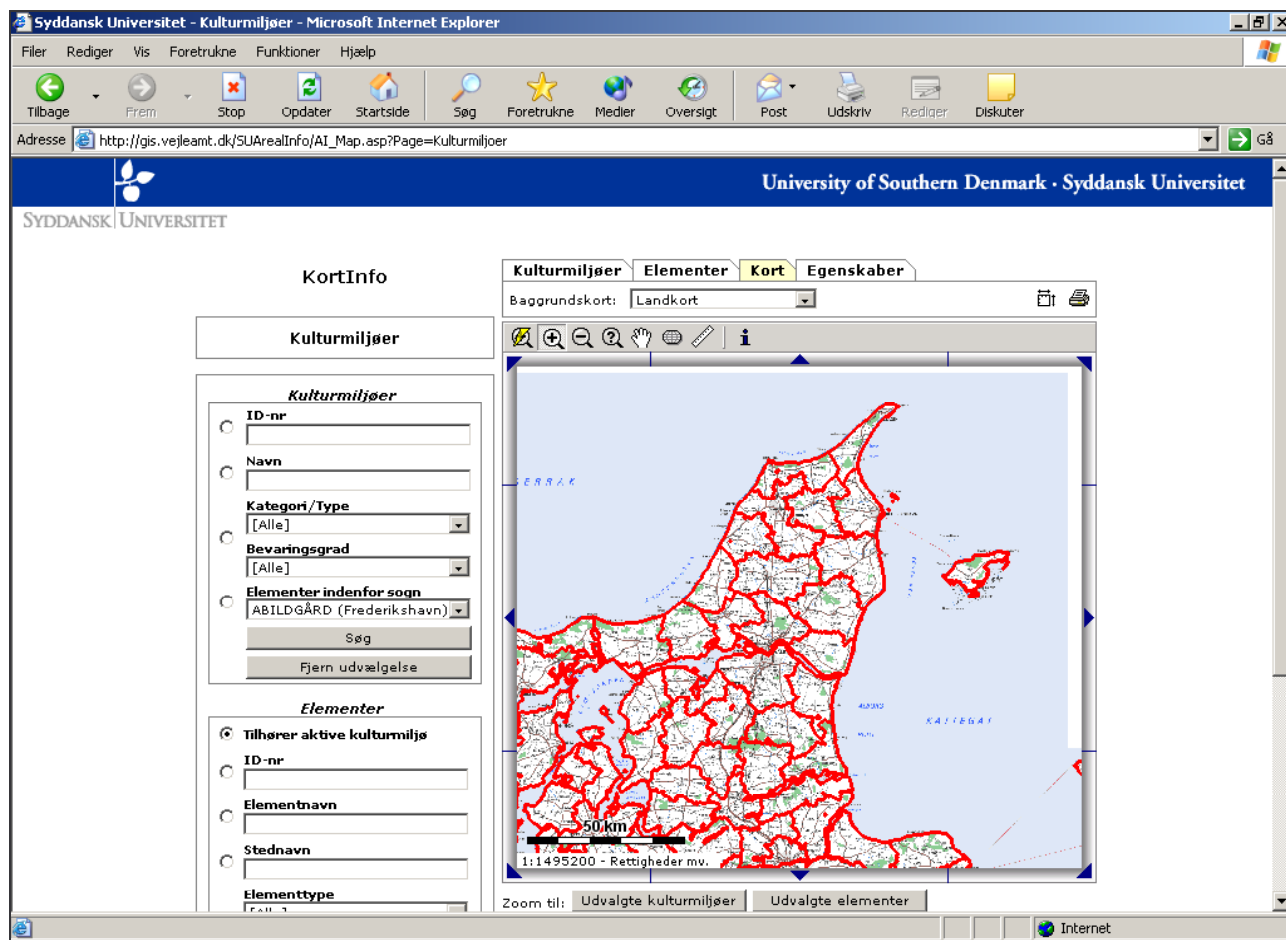 Syddansk Universitet - Kulturmiljøer - Microsoft Internet Explorer
Filer Rediger Vis Foretrukne Funktioner Hjælp
Tilbage Frem Stop Opdater Startside Søg Foretrukne Medier Oversigt Post Udskriv Rediger Diskuter
Adresse http://gis.vejleamt.dk/SUArealInfo/AI_Map.asp?Page=Kulturmiljoer Gå
University of Southern Denmark · Syddansk Universitet
SYDDANSK UNIVERSITET
KortInfo
Kulturmiljøer Elementer Kort Egenskaber
Baggrundskort: Landkort
Kulturmiljøer
Kulturmiljøer
ID-nr
Navn
Kategori/Type
[Alle]
Bevaringsgrad
[Alle]
Elementer indenfor sogn
ABILDGÅRD (Frederikshavn)
Søg
Fjern udvælgelse
Elementer
Tilhører aktive kulturmiljø
ID-nr
Elementnavn
Stednavn
Elementtype
[Alle]
ERRAK
KATTEGAT
50 km
1:1495200 - Rettigheder mv.
Zoom til: Udvalgte kulturmiljøer Udvalgte elementer
Internet